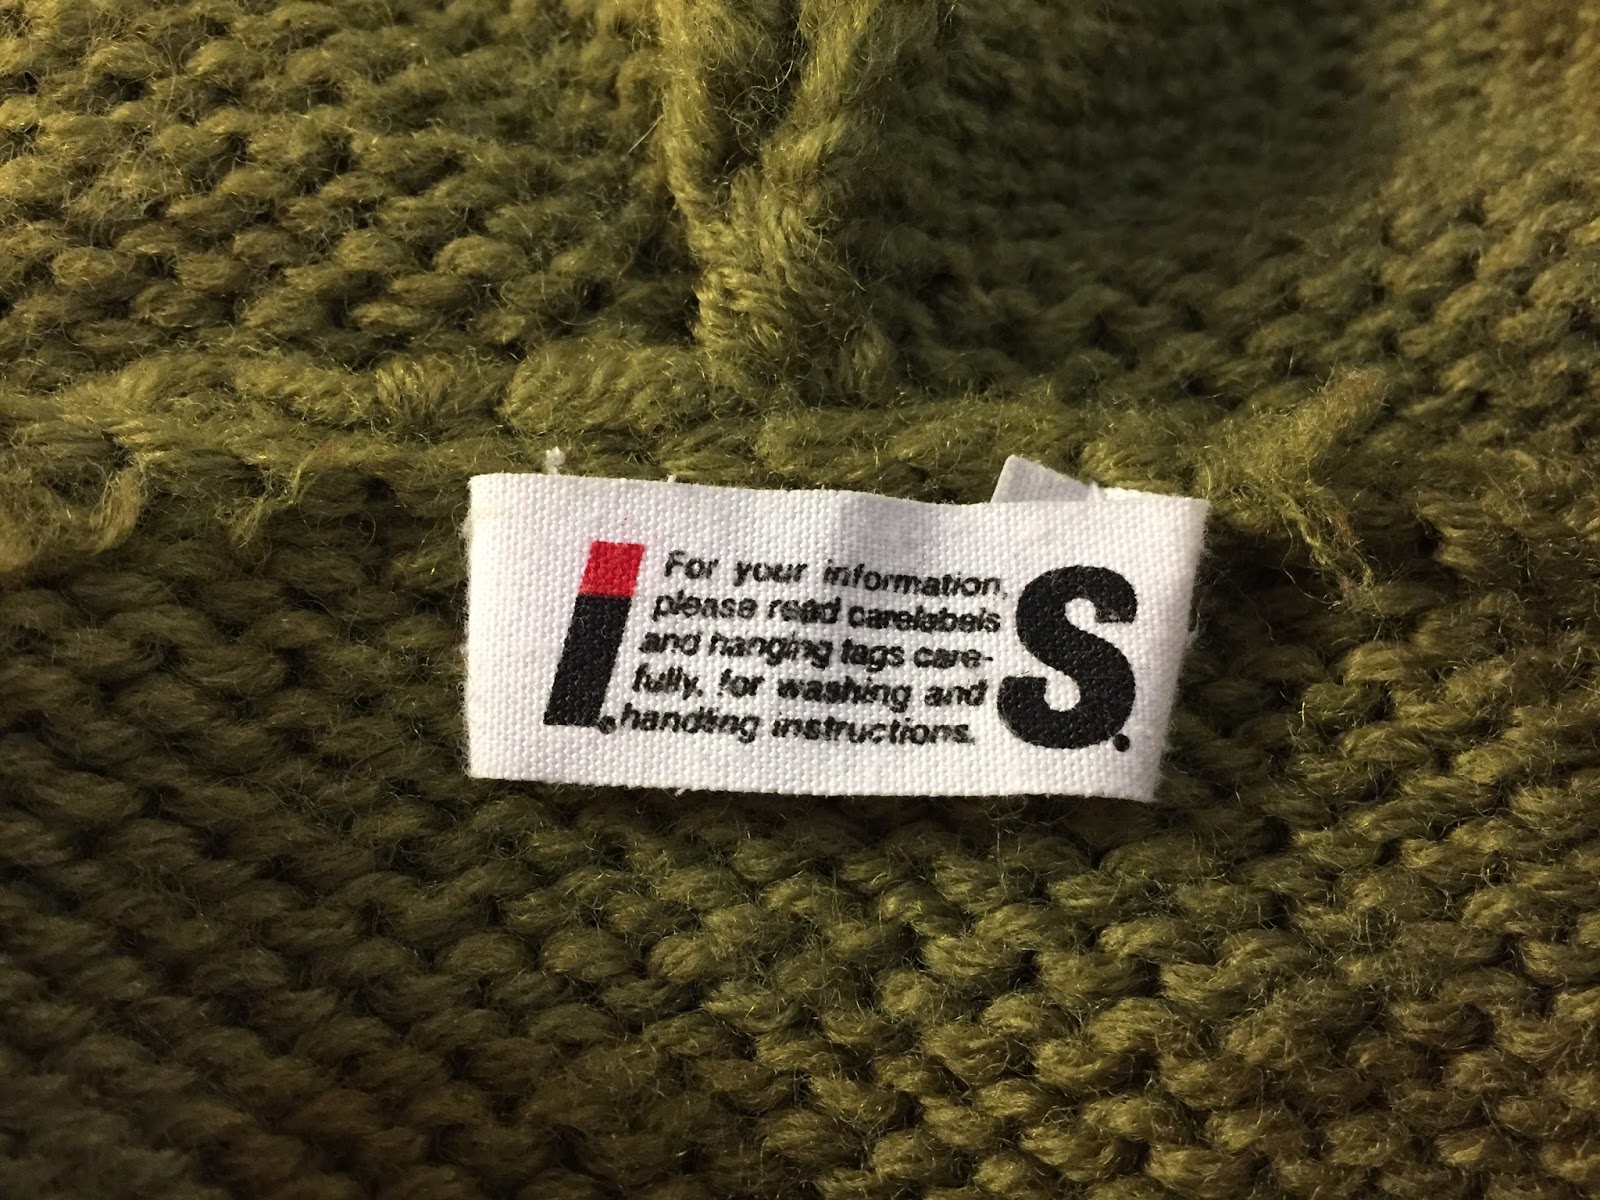 I.S.
For your information,
please read carelabels
and hanging tags care-
fully, for washing and
handling instructions.